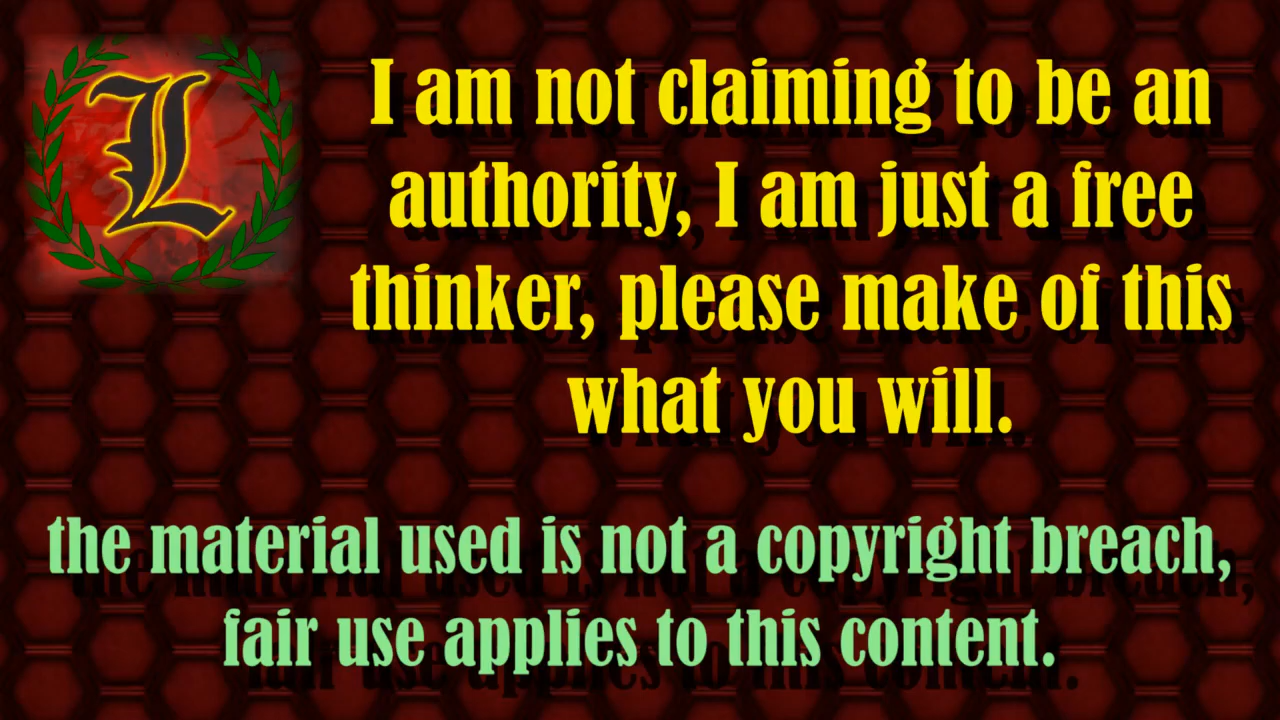 L
I am not claiming to be an
authority, I am just a free
thinker, please make of this
what you will.
the material used is not a copyright breach,
fair use applies to this content.